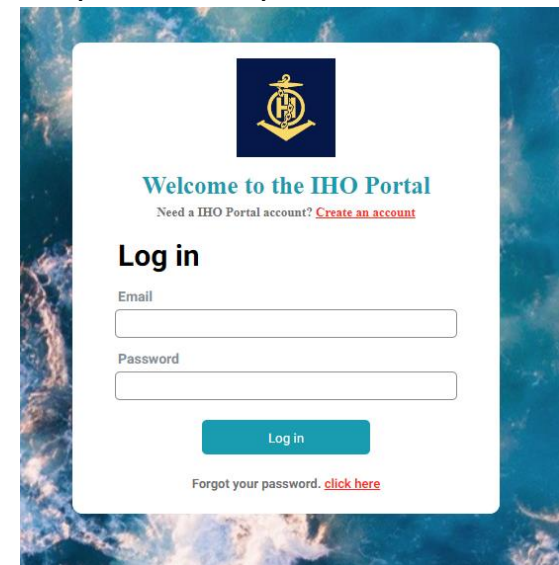 Welcome to the IHO Portal
Need a IHO Portal account? Create an account
Log in
Email
Password
Log in
Forgot your password. click here